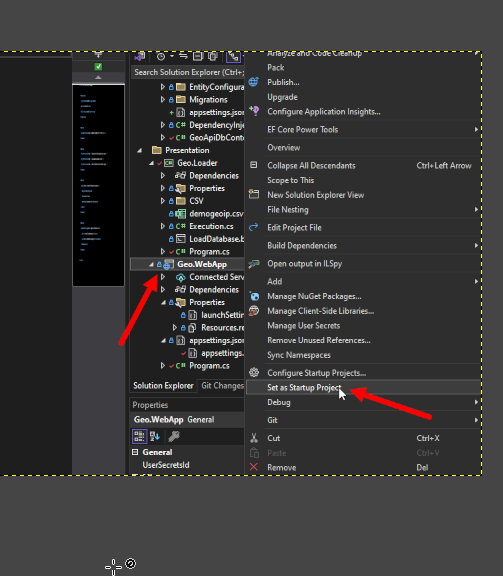 Search Solution Explorer (Ctrl+;
EntityConfigura
Migrations
appsettings.json
DependencyInje
GeoApiDbConte
Presentation
Geo.Loader
Dependencies
Properties
CSV
demogeoip.csv
Execution.cs
LoadDatabase.b
Program.cs
Geo.WebApp
Connected Serv
Dependencies
Properties
launchSettin
Resources.re
appsettings.json
appsettings.
Program.cs
Solution Explorer Git Changes
Properties
Geo.WebApp General
General
UserSecretsId
Analyze and Code Cleanup
Pack
Publish...
Upgrade
Configure Application Insights...
EF Core Power Tools
Overview
Collapse All Descendants Ctrl+Left Arrow
Scope to This
New Solution Explorer View
File Nesting
Edit Project File
Build Dependencies
Open output in ILSpy
Add
Manage NuGet Packages...
Manage Client-Side Libraries...
Manage User Secrets
Remove Unused References...
Sync Namespaces
Configure Startup Projects...
Set as Startup Project
Debug
Git
Cut Ctrl+X
Paste Ctrl+V
Remove Del